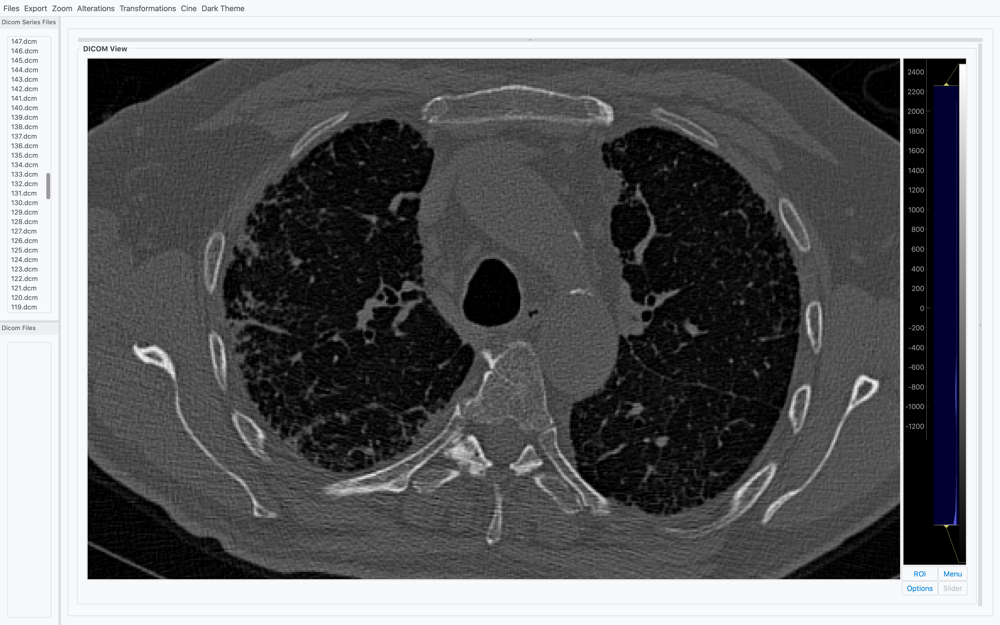 Files Export Zoom Alterations Transformations Cine Dark Theme
Dicom Series Files
147.dcm
146.dcm
145.dcm
144.dcm
143.dcm
142.dcm
141.dcm
140.dcm
139.dcm
138.dcm
137.dcm
136.dcm
135.dcm
134.dcm
133.dcm
132.dcm
131.dcm
130.dcm
129.dcm
128.dcm
127.dcm
126.dcm
125.dcm
124.dcm
123.dcm
122.dcm
121.dcm
120.dcm
119.dcm
Dicom Files
DICOM View
2400
2200
2000
1800
1600
1400
1200
1000
800
600
400
200
0
-200
-400
-600
-800
-1000
-1200
ROI Menu
Options Slider